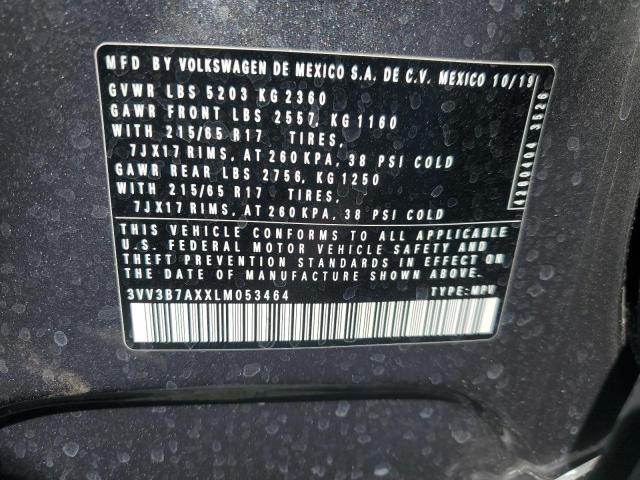 MFD BY VOLKSWAGEN DE MEXICO S.A. DE C.V. MEXICO 10/19
GVWR LBS 5203 KG 2360
GAWR FRONT LBS 2557, KG 1160
WITH 215/65 R17 TIRES,
7JX17 RIMS, AT 260 KPA, 38 PSI COLD
GAWR REAR LBS 2756, KG 1250
WITH 215/65 R17 TIRES,
7JX17 RIMS, AT 260 KPA, 38 PSI COLD
THIS VEHICLE CONFORMS TO ALL APPLICABLE
U.S. FEDERAL MOTOR VEHICLE SAFETY AND
THEFT PREVENTION STANDARDS IN EFFECT ON
THE DATE OF MANUFACTURE SHOWN ABOVE
3VV3B7AXXLM053464 TYPE: MPV
4280404 3526